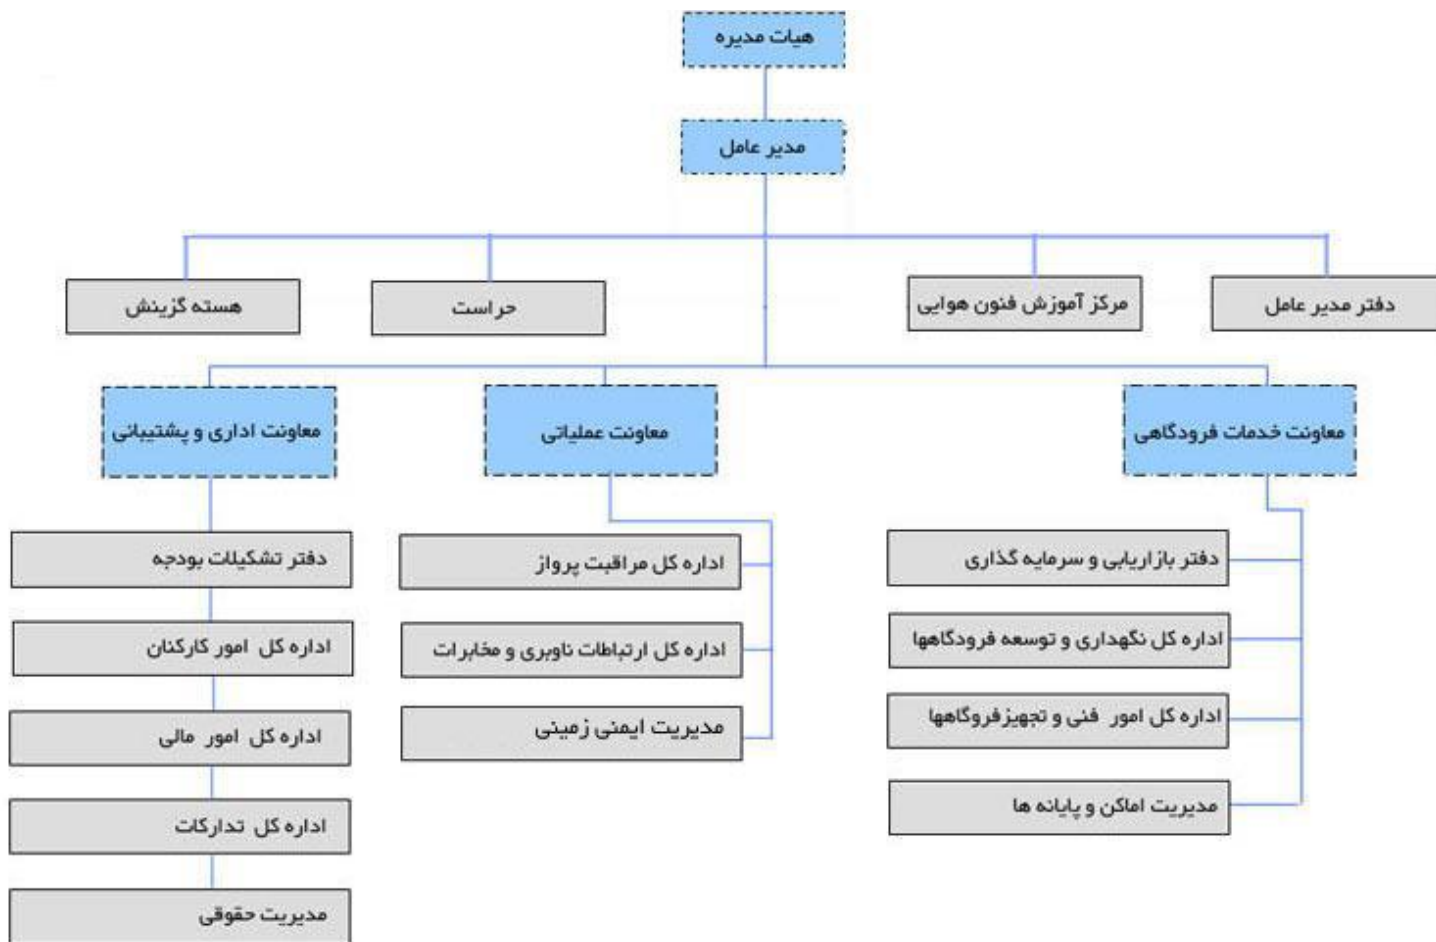 هیات مدیره
مدیر عامل
دفتر مدیر عامل
مرکز آموزش فنون هوایی
حراست
هسته گزینش
معاونت خدمات فرودگاهی
معاونت عملیاتی
معاونت اداری و پشتیبانی
دفتر بازاریابی و سرمایه گذاری
اداره کل نگهداری و توسعه فرودگاهها
اداره کل امور فنی و تجهیزفروگاهها
مدیریت اماکن و پایانه ها
اداره کل مراقبت پرواز
اداره کل ارتباطات ناوبری و مخابرات
مدیریت ایمنی زمینی
دفتر تشکیلات بودجه
اداره کل امور کارکنان
اداره کل امور مالی
اداره کل تدارکات
مدیریت حقوقی